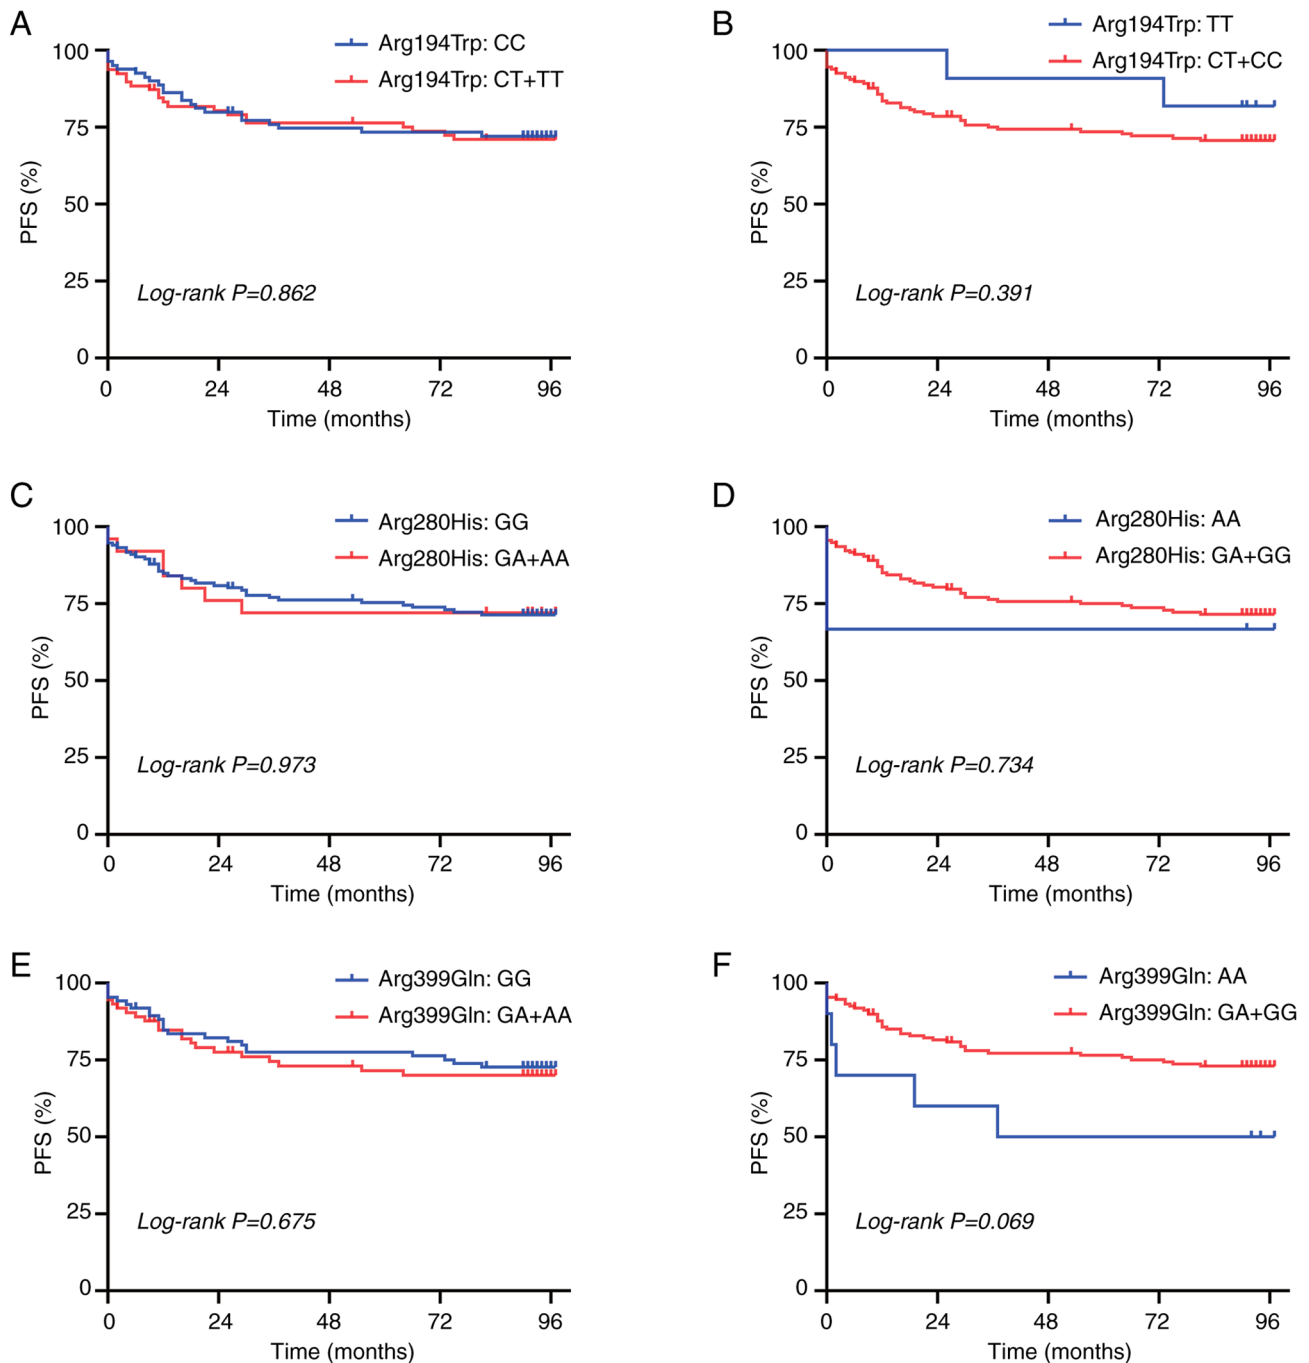 A
Arg194Trp: CC
Arg194Trp: CT+TT
100
75
50
25
0
PFS (%)
Log-rank P=0.862
0 24 48 72 96
Time (months)
B
Arg194Trp: TT
Arg194Trp: CT+CC
100
75
50
25
0
PFS (%)
Log-rank P=0.391
0 24 48 72 96
Time (months)
C
Arg280His: GG
Arg280His: GA+AA
100
75
50
25
0
PFS (%)
Log-rank P=0.973
0 24 48 72 96
Time (months)
D
Arg280His: AA
Arg280His: GA+GG
100
75
50
25
0
PFS (%)
Log-rank P=0.734
0 24 48 72 96
Time (months)
E
Arg399Gln: GG
Arg399Gln: GA+AA
100
75
50
25
0
PFS (%)
Log-rank P=0.675
0 24 48 72 96
Time (months)
F
Arg399Gln: AA
Arg399Gln: GA+GG
100
75
50
25
0
PFS (%)
Log-rank P=0.069
0 24 48 72 96
Time (months)